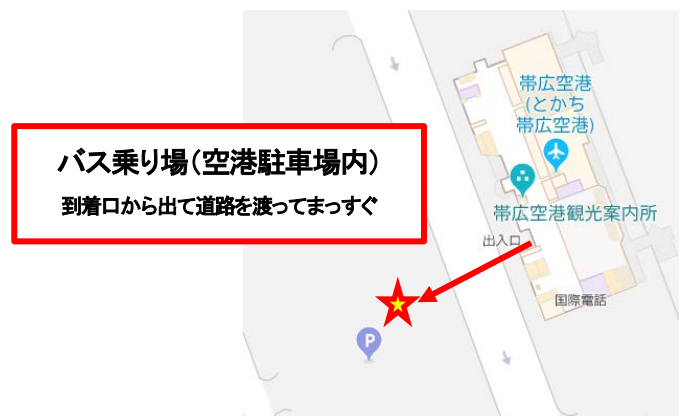 バス乗り場(空港駐車場内)
到着口から出て道路を渡ってまっすぐ
帯広空港
(とかち
帯広空港)
帯広空港観光案内所
出入口
国際電話
P